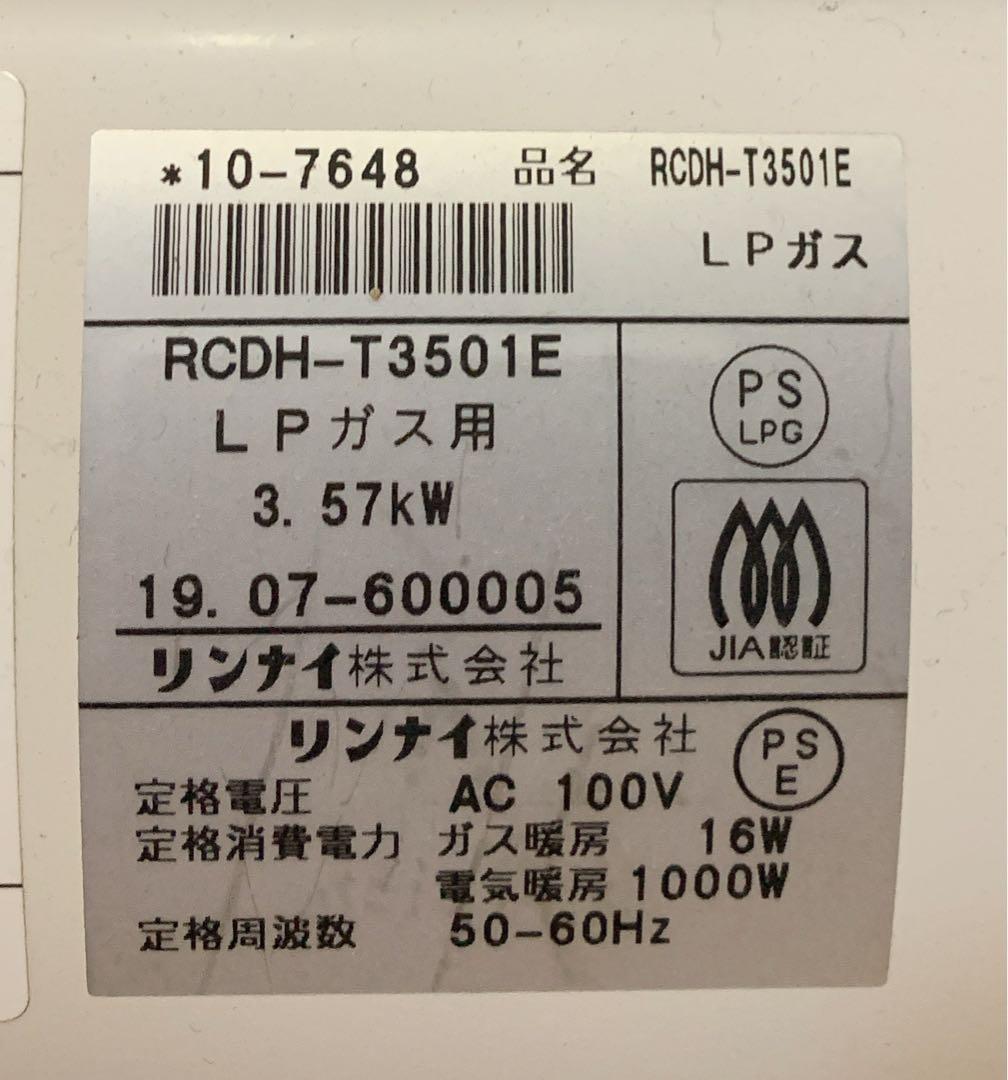 *10-7648 品名 RCDH-T3501E
LPガス
RCDH-T3501E
LPガス用
3.57kW
19.07-600005
リンナイ株式会社
PS
LPG
JIA認証
リンナイ株式会社
PS
E
定格電圧 AC 100V
定格消費電力 ガス暖房 16W
電気暖房 1000W
定格周波数 50-60Hz